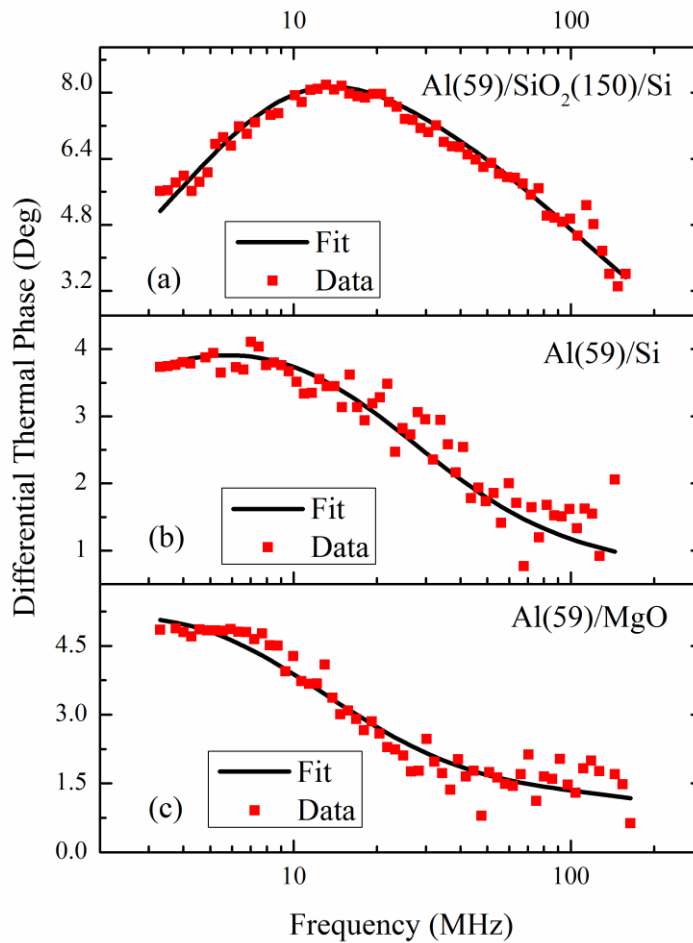 10 100
8.0
6.4
4.8
3.2
Al(59)/SiO2(150)/Si
Fit
Data
(a)
4
3
2
1
Al(59)/Si
Fit
Data
(b)
4.5
3.0
1.5
0.0
Al(59)/MgO
Fit
Data
(c)
10 100
Differential Thermal Phase (Deg)
Frequency (MHz)